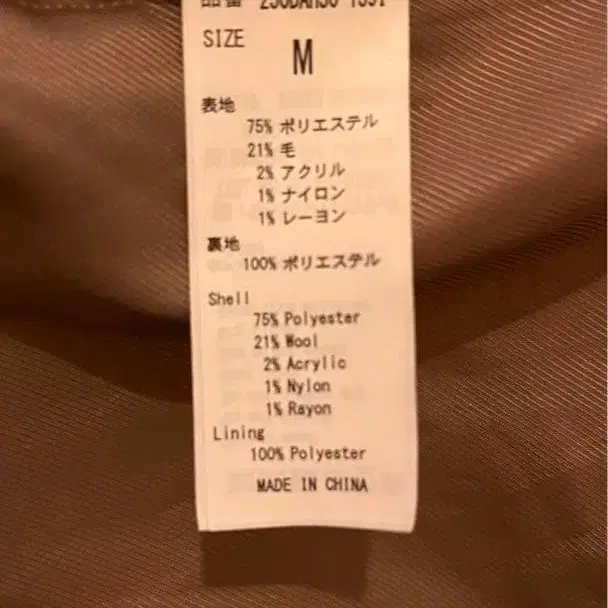 品番
SIZE
M
表地
75% ポリエステル
21% 毛
2% アクリル
1% ナイロン
1% レーヨン
裏地
100% ポリエステル
Shell
75% Polyester
21% Wool
2% Acrylic
1% Nylon
1% Rayon
Lining
100% Polyester
MADE IN CHINA